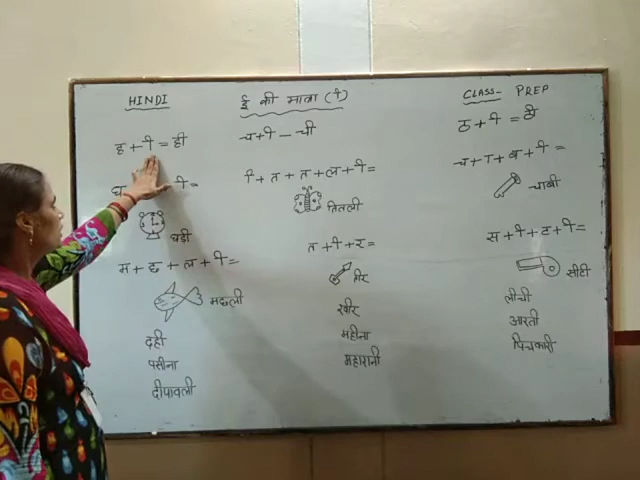 HINDI
ई की मात्रा (ी)
CLASS- PREP
ह + ी = ही
घ ी =
घड़ी
म + छ + ल + ी =
मछली
दही
पसीना
दीपावली
च + ी – ची
ि + त + त + ल + ी =
तितली
त + ी + र =
तीर
खीर
महीना
महारानी
ठ + ी = ठी
च + ा + ब + ी =
चाबी
स + ी + ट + ी =
सीटी
लीची
आरती
पिचकारी